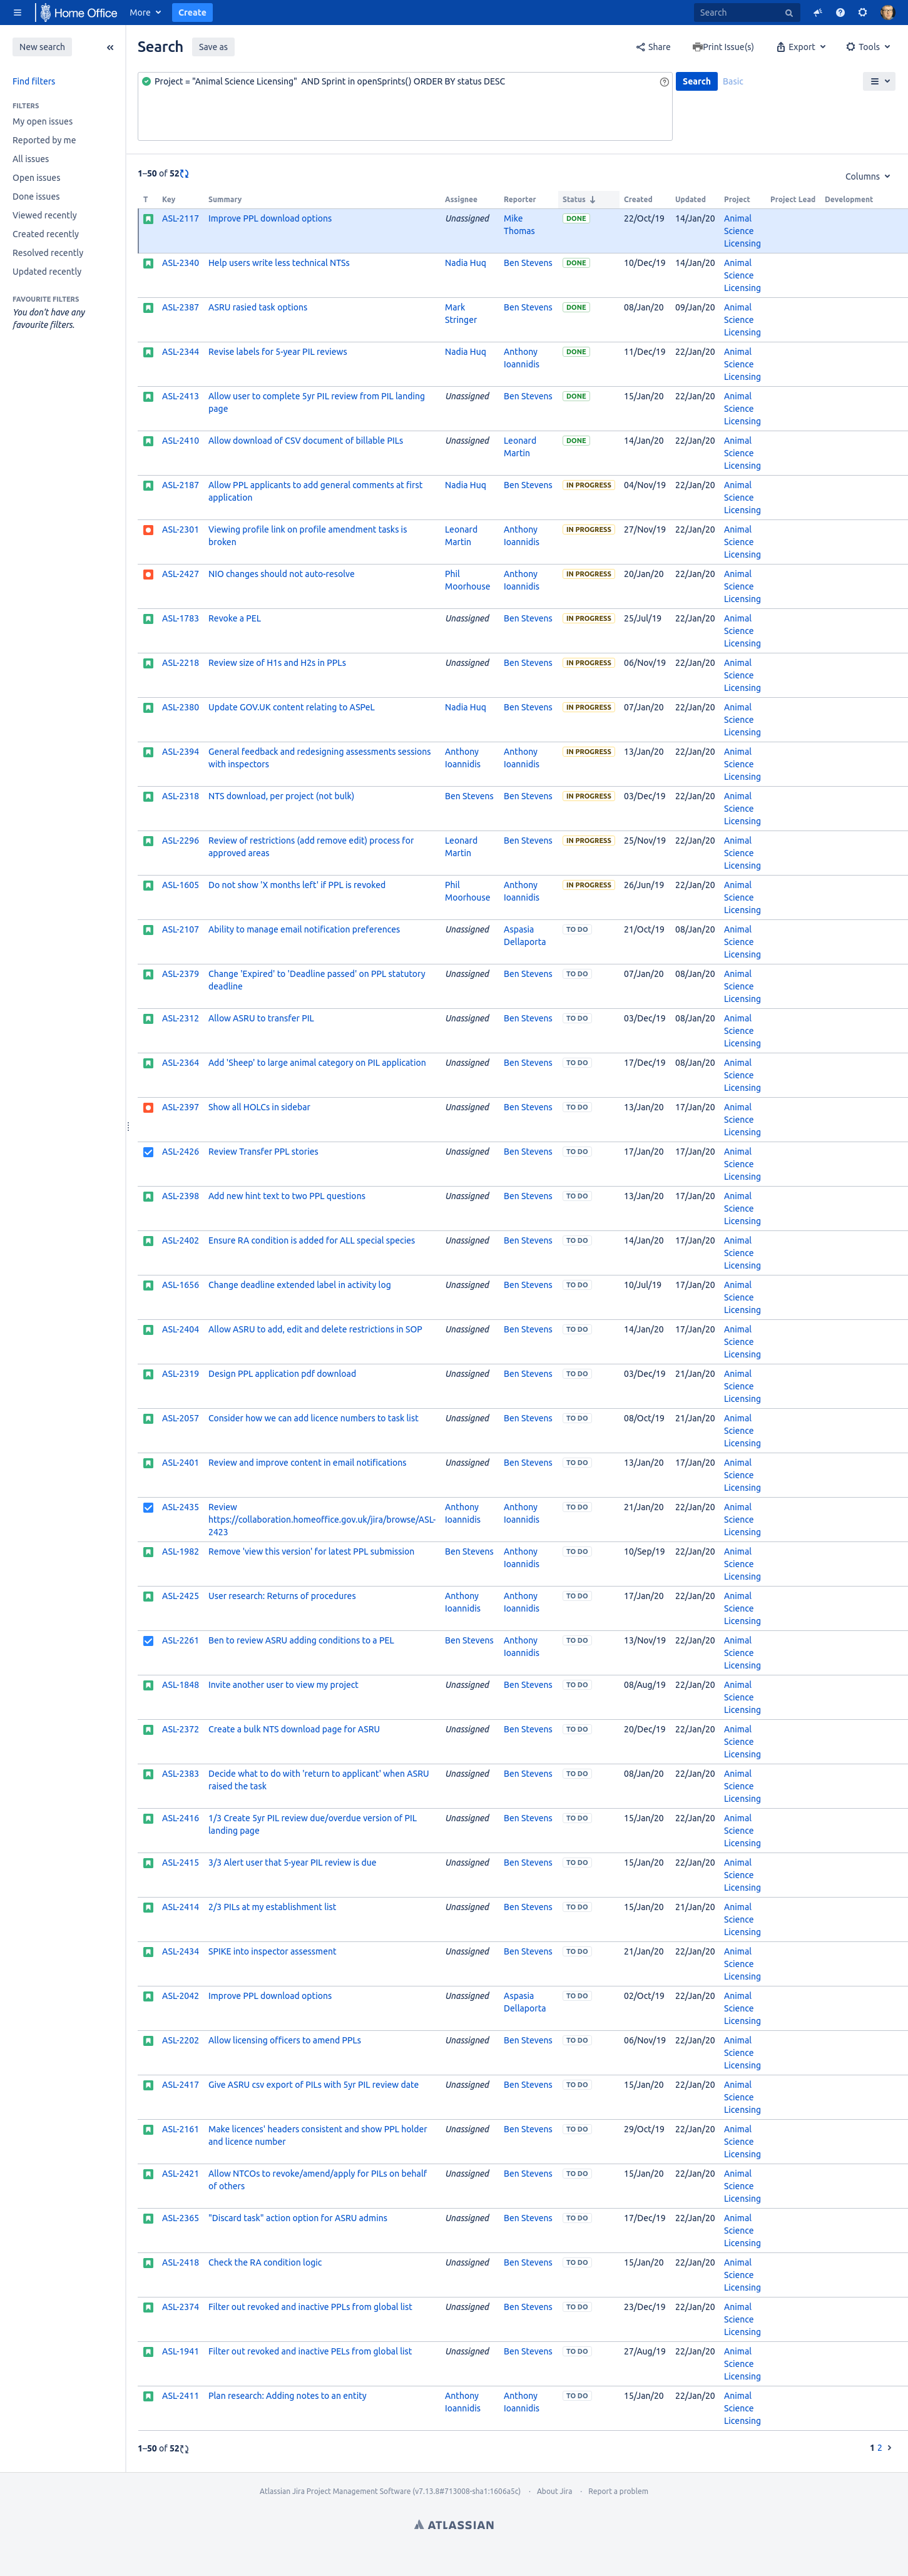 Home Office More Create Search
New search
Find filters
FILTERS
My open issues
Reported by me
All issues
Open issues
Done issues
Viewed recently
Created recently
Resolved recently
Updated recently
FAVOURITE FILTERS
You don't have any
favourite filters.
Search Save as Share Print Issue(s) Export Tools
Project = "Animal Science Licensing" AND Sprint in openSprints() ORDER BY status DESC Search Basic
1–50 of 52 Columns
T Key Summary Assignee Reporter Status Created Updated Project Project Lead Development
ASL-2117 Improve PPL download options Unassigned Mike Thomas DONE 22/Oct/19 14/Jan/20 Animal Science Licensing
ASL-2340 Help users write less technical NTSs Nadia Huq Ben Stevens DONE 10/Dec/19 14/Jan/20 Animal Science Licensing
ASL-2387 ASRU rasied task options Mark Stringer Ben Stevens DONE 08/Jan/20 09/Jan/20 Animal Science Licensing
ASL-2344 Revise labels for 5-year PIL reviews Nadia Huq Anthony Ioannidis DONE 11/Dec/19 22/Jan/20 Animal Science Licensing
ASL-2413 Allow user to complete 5yr PIL review from PIL landing page Unassigned Ben Stevens DONE 15/Jan/20 22/Jan/20 Animal Science Licensing
ASL-2410 Allow download of CSV document of billable PILs Unassigned Leonard Martin DONE 14/Jan/20 22/Jan/20 Animal Science Licensing
ASL-2187 Allow PPL applicants to add general comments at first application Nadia Huq Ben Stevens IN PROGRESS 04/Nov/19 22/Jan/20 Animal Science Licensing
ASL-2301 Viewing profile link on profile amendment tasks is broken Leonard Martin Anthony Ioannidis IN PROGRESS 27/Nov/19 22/Jan/20 Animal Science Licensing
ASL-2427 NIO changes should not auto-resolve Phil Moorhouse Anthony Ioannidis IN PROGRESS 20/Jan/20 22/Jan/20 Animal Science Licensing
ASL-1783 Revoke a PEL Unassigned Ben Stevens IN PROGRESS 25/Jul/19 22/Jan/20 Animal Science Licensing
ASL-2218 Review size of H1s and H2s in PPLs Unassigned Ben Stevens IN PROGRESS 06/Nov/19 22/Jan/20 Animal Science Licensing
ASL-2380 Update GOV.UK content relating to ASPeL Nadia Huq Ben Stevens IN PROGRESS 07/Jan/20 22/Jan/20 Animal Science Licensing
ASL-2394 General feedback and redesigning assessments sessions with inspectors Anthony Ioannidis Anthony Ioannidis IN PROGRESS 13/Jan/20 22/Jan/20 Animal Science Licensing
ASL-2318 NTS download, per project (not bulk) Ben Stevens Ben Stevens IN PROGRESS 03/Dec/19 22/Jan/20 Animal Science Licensing
ASL-2296 Review of restrictions (add remove edit) process for approved areas Leonard Martin Ben Stevens IN PROGRESS 25/Nov/19 22/Jan/20 Animal Science Licensing
ASL-1605 Do not show 'X months left' if PPL is revoked Phil Moorhouse Anthony Ioannidis IN PROGRESS 26/Jun/19 22/Jan/20 Animal Science Licensing
ASL-2107 Ability to manage email notification preferences Unassigned Aspasia Dellaporta TO DO 21/Oct/19 08/Jan/20 Animal Science Licensing
ASL-2379 Change 'Expired' to 'Deadline passed' on PPL statutory deadline Unassigned Ben Stevens TO DO 07/Jan/20 08/Jan/20 Animal Science Licensing
ASL-2312 Allow ASRU to transfer PIL Unassigned Ben Stevens TO DO 03/Dec/19 08/Jan/20 Animal Science Licensing
ASL-2364 Add 'Sheep' to large animal category on PIL application Unassigned Ben Stevens TO DO 17/Dec/19 08/Jan/20 Animal Science Licensing
ASL-2397 Show all HOLCs in sidebar Unassigned Ben Stevens TO DO 13/Jan/20 17/Jan/20 Animal Science Licensing
ASL-2426 Review Transfer PPL stories Unassigned Ben Stevens TO DO 17/Jan/20 17/Jan/20 Animal Science Licensing
ASL-2398 Add new hint text to two PPL questions Unassigned Ben Stevens TO DO 13/Jan/20 17/Jan/20 Animal Science Licensing
ASL-2402 Ensure RA condition is added for ALL special species Unassigned Ben Stevens TO DO 14/Jan/20 17/Jan/20 Animal Science Licensing
ASL-1656 Change deadline extended label in activity log Unassigned Ben Stevens TO DO 10/Jul/19 17/Jan/20 Animal Science Licensing
ASL-2404 Allow ASRU to add, edit and delete restrictions in SOP Unassigned Ben Stevens TO DO 14/Jan/20 17/Jan/20 Animal Science Licensing
ASL-2319 Design PPL application pdf download Unassigned Ben Stevens TO DO 03/Dec/19 21/Jan/20 Animal Science Licensing
ASL-2057 Consider how we can add licence numbers to task list Unassigned Ben Stevens TO DO 08/Oct/19 21/Jan/20 Animal Science Licensing
ASL-2401 Review and improve content in email notifications Unassigned Ben Stevens TO DO 13/Jan/20 17/Jan/20 Animal Science Licensing
ASL-2435 Review https://collaboration.homeoffice.gov.uk/jira/browse/ASL-2423 Anthony Ioannidis Anthony Ioannidis TO DO 21/Jan/20 22/Jan/20 Animal Science Licensing
ASL-1982 Remove 'view this version' for latest PPL submission Ben Stevens Anthony Ioannidis TO DO 10/Sep/19 22/Jan/20 Animal Science Licensing
ASL-2425 User research: Returns of procedures Anthony Ioannidis Anthony Ioannidis TO DO 17/Jan/20 22/Jan/20 Animal Science Licensing
ASL-2261 Ben to review ASRU adding conditions to a PEL Ben Stevens Anthony Ioannidis TO DO 13/Nov/19 22/Jan/20 Animal Science Licensing
ASL-1848 Invite another user to view my project Unassigned Ben Stevens TO DO 08/Aug/19 22/Jan/20 Animal Science Licensing
ASL-2372 Create a bulk NTS download page for ASRU Unassigned Ben Stevens TO DO 20/Dec/19 22/Jan/20 Animal Science Licensing
ASL-2383 Decide what to do with 'return to applicant' when ASRU raised the task Unassigned Ben Stevens TO DO 08/Jan/20 22/Jan/20 Animal Science Licensing
ASL-2416 1/3 Create 5yr PIL review due/overdue version of PIL landing page Unassigned Ben Stevens TO DO 15/Jan/20 22/Jan/20 Animal Science Licensing
ASL-2415 3/3 Alert user that 5-year PIL review is due Unassigned Ben Stevens TO DO 15/Jan/20 22/Jan/20 Animal Science Licensing
ASL-2414 2/3 PILs at my establishment list Unassigned Ben Stevens TO DO 15/Jan/20 21/Jan/20 Animal Science Licensing
ASL-2434 SPIKE into inspector assessment Unassigned Ben Stevens TO DO 21/Jan/20 22/Jan/20 Animal Science Licensing
ASL-2042 Improve PPL download options Unassigned Aspasia Dellaporta TO DO 02/Oct/19 22/Jan/20 Animal Science Licensing
ASL-2202 Allow licensing officers to amend PPLs Unassigned Ben Stevens TO DO 06/Nov/19 22/Jan/20 Animal Science Licensing
ASL-2417 Give ASRU csv export of PILs with 5yr PIL review date Unassigned Ben Stevens TO DO 15/Jan/20 22/Jan/20 Animal Science Licensing
ASL-2161 Make licences' headers consistent and show PPL holder and licence number Unassigned Ben Stevens TO DO 29/Oct/19 22/Jan/20 Animal Science Licensing
ASL-2421 Allow NTCOs to revoke/amend/apply for PILs on behalf of others Unassigned Ben Stevens TO DO 15/Jan/20 22/Jan/20 Animal Science Licensing
ASL-2365 "Discard task" action option for ASRU admins Unassigned Ben Stevens TO DO 17/Dec/19 22/Jan/20 Animal Science Licensing
ASL-2418 Check the RA condition logic Unassigned Ben Stevens TO DO 15/Jan/20 22/Jan/20 Animal Science Licensing
ASL-2374 Filter out revoked and inactive PPLs from global list Unassigned Ben Stevens TO DO 23/Dec/19 22/Jan/20 Animal Science Licensing
ASL-1941 Filter out revoked and inactive PELs from global list Unassigned Ben Stevens TO DO 27/Aug/19 22/Jan/20 Animal Science Licensing
ASL-2411 Plan research: Adding notes to an entity Anthony Ioannidis Anthony Ioannidis TO DO 15/Jan/20 22/Jan/20 Animal Science Licensing
1–50 of 52 1 2
Atlassian Jira Project Management Software (v7.13.8#713008-sha1:1606a5c) · About Jira · Report a problem
ATLASSIAN